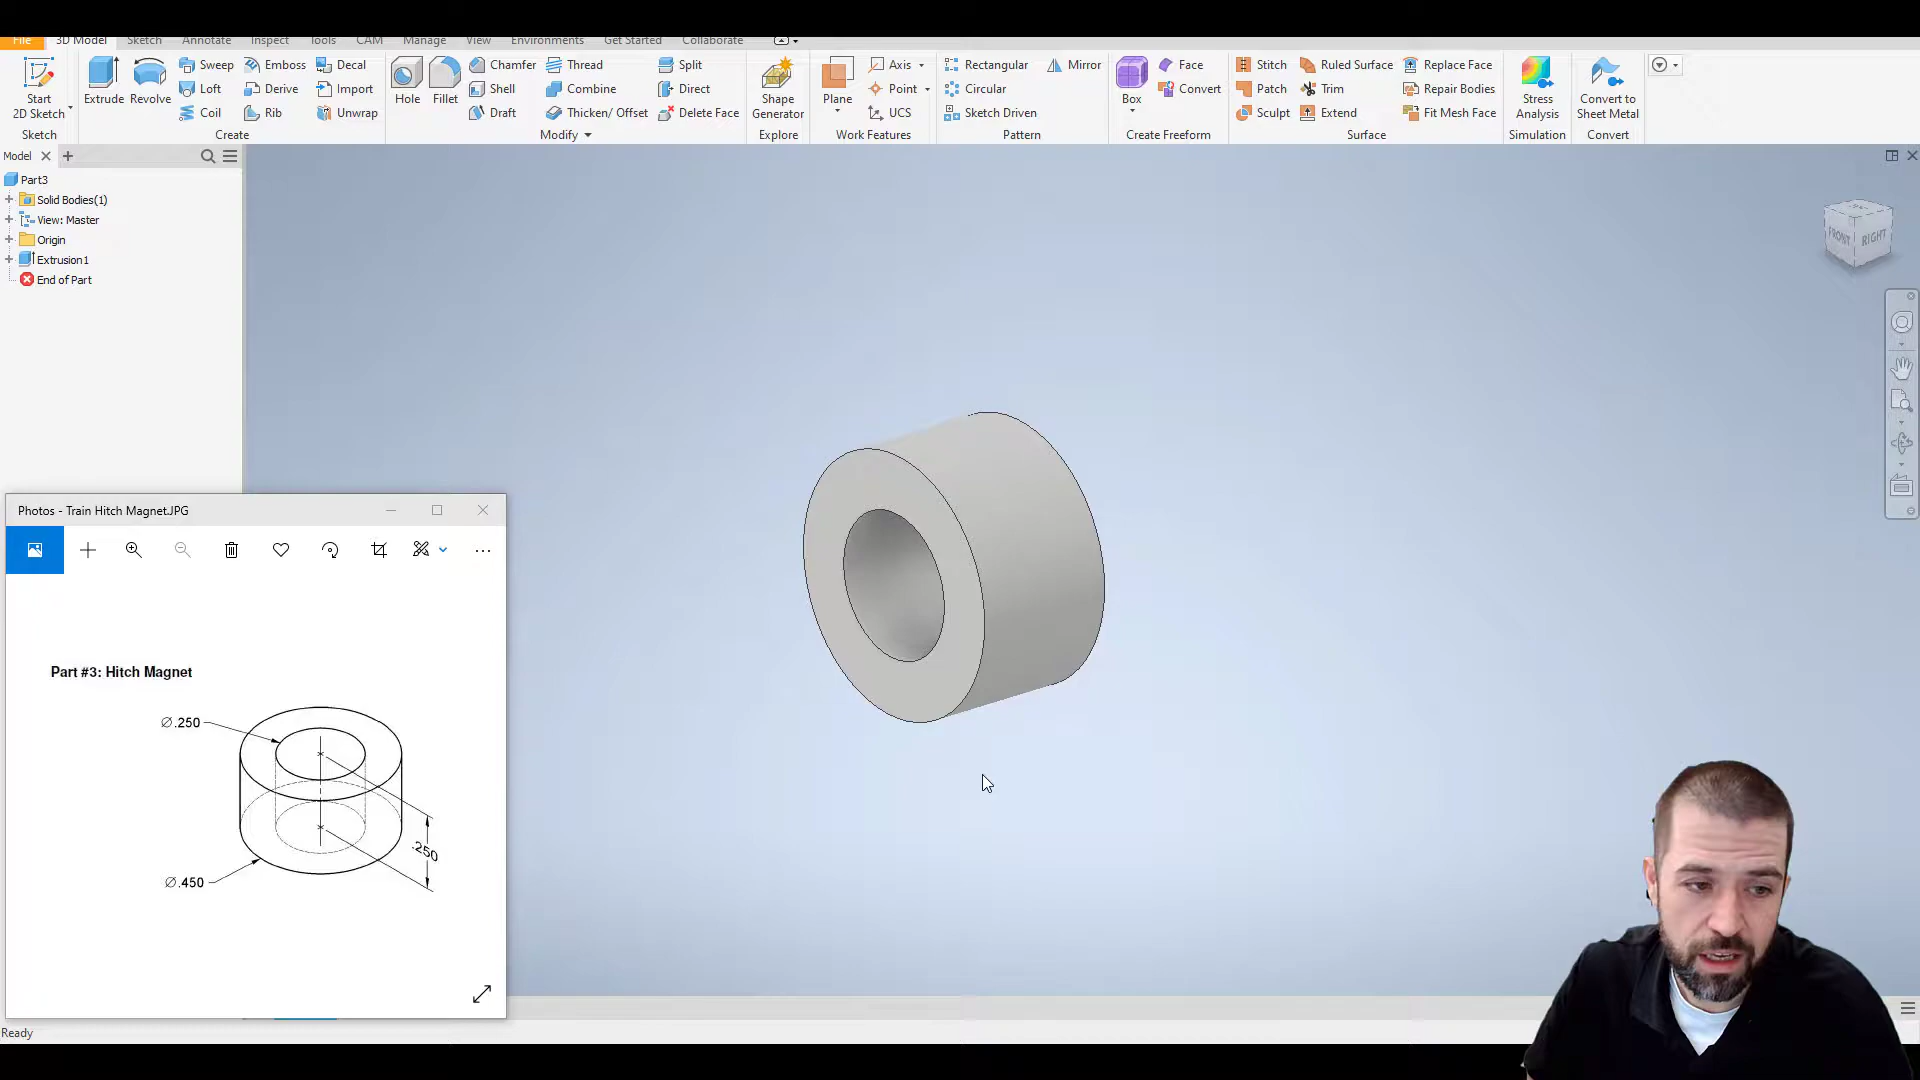 File 3D Model Sketch Annotate Inspect Tools CAM Manage View Environments Get Started Collaborate
Start
2D Sketch
Sketch
Extrude
Revolve
Sweep
Loft
Coil
Emboss
Derive
Rib
Decal
Import
Unwrap
Create
Hole
Fillet
Chamfer
Shell
Draft
Thread
Combine
Thicken/ Offset
Split
Direct
Delete Face
Modify
Shape
Generator
Explore
Plane
Axis
Point
UCS
Work Features
Rectangular
Circular
Sketch Driven
Mirror
Pattern
Box
Face
Convert
Create Freeform
Stitch
Patch
Sculpt
Ruled Surface
Trim
Extend
Replace Face
Repair Bodies
Fit Mesh Face
Surface
Stress
Analysis
Simulation
Convert to
Sheet Metal
Convert
Model
Part3
Solid Bodies(1)
View: Master
Origin
Extrusion1
End of Part
FRONT RIGHT
Photos - Train Hitch Magnet.JPG
Part #3: Hitch Magnet
Ø.250
.250
Ø.450
Ready